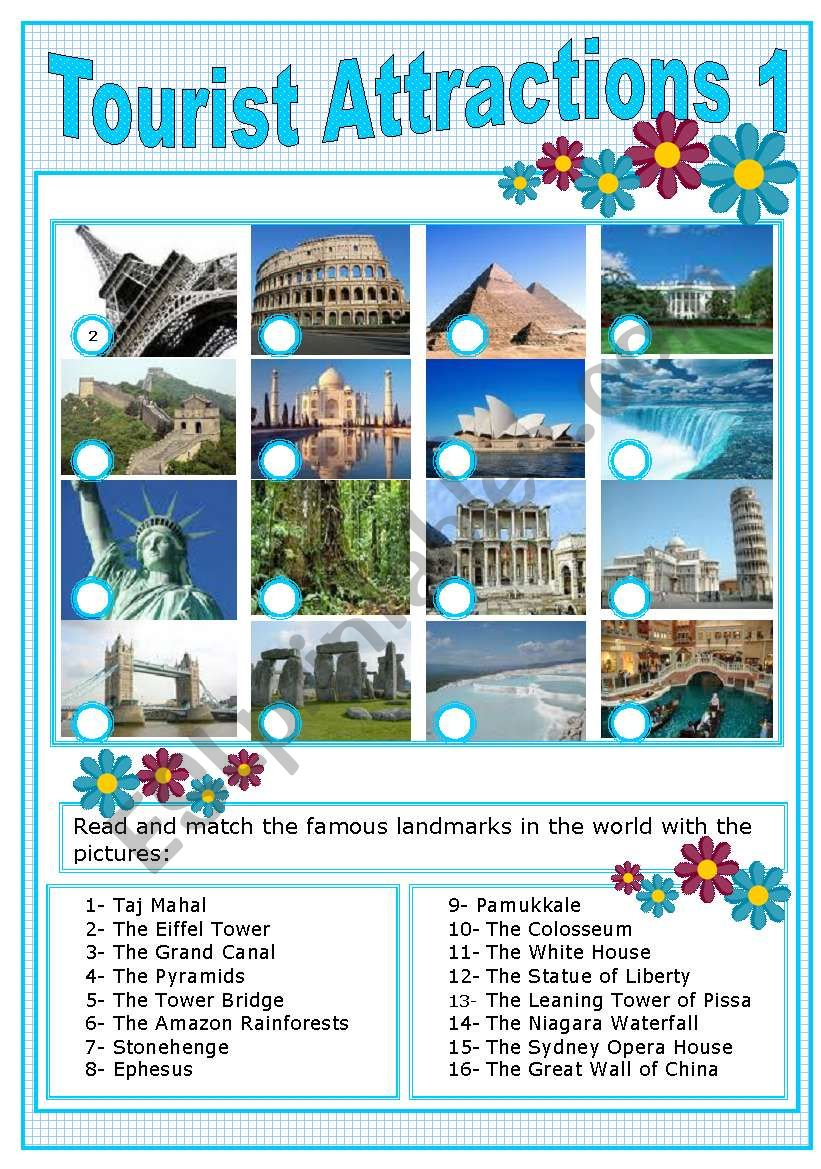 Tourist Attractions 1
2
Read and match the famous landmarks in the world with the
pictures:
1- Taj Mahal
2- The Eiffel Tower
3- The Grand Canal
4- The Pyramids
5- The Tower Bridge
6- The Amazon Rainforests
7- Stonehenge
8- Ephesus
9- Pamukkale
10- The Colosseum
11- The White House
12- The Statue of Liberty
13- The Leaning Tower of Pissa
14- The Niagara Waterfall
15- The Sydney Opera House
16- The Great Wall of China
Eslprintables.com